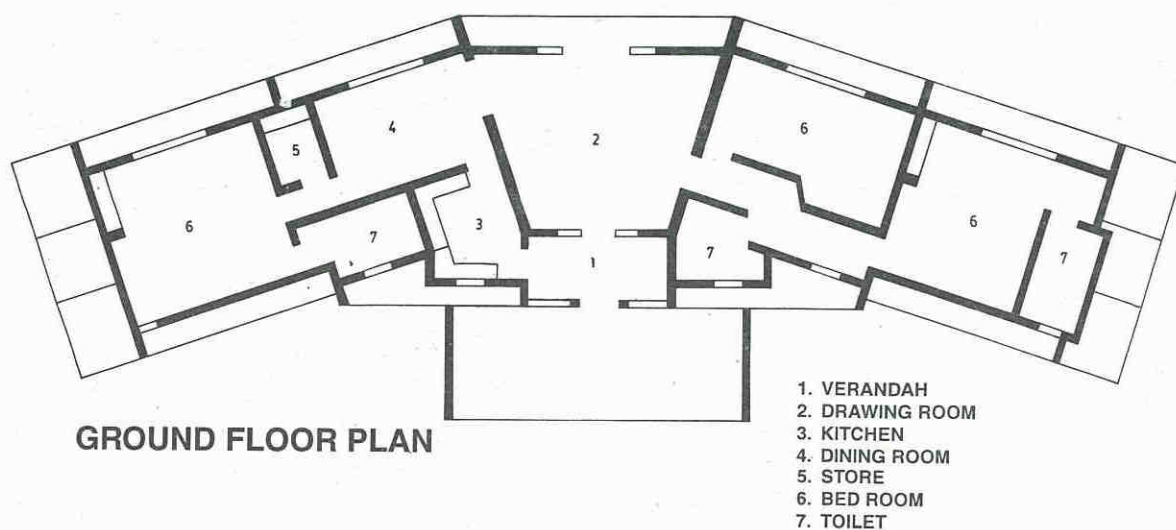 6
5
4
2
6
6
7
3
7
1
7
GROUND FLOOR PLAN
1. VERANDAH
2. DRAWING ROOM
3. KITCHEN
4. DINING ROOM
5. STORE
6. BED ROOM
7. TOILET